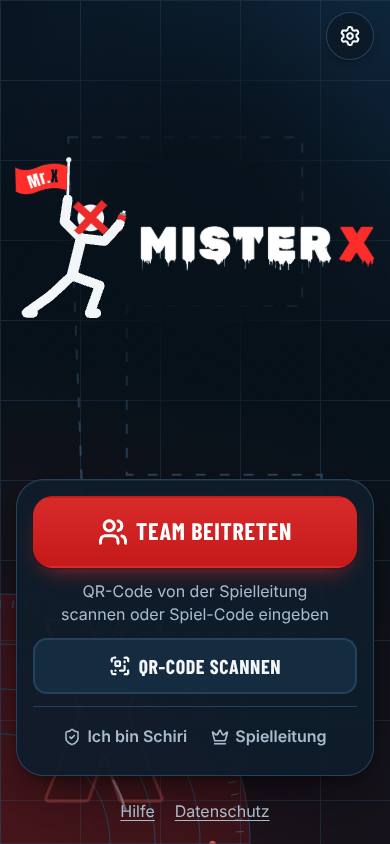 Mr.X
MISTER X
TEAM BEITRETEN
QR-Code von der Spielleitung
scannen oder Spiel-Code eingeben
QR-CODE SCANNEN
Ich bin Schiri Spielleitung
Hilfe Datenschutz